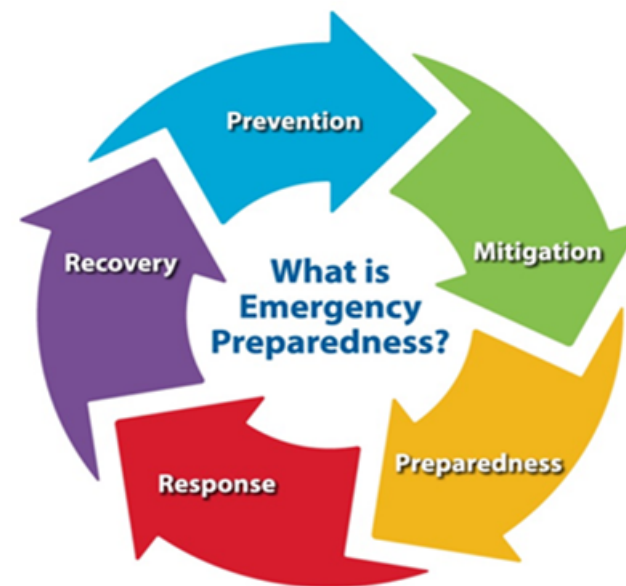 Prevention
Mitigation
Preparedness
Response
Recovery
What is
Emergency
Preparedness?